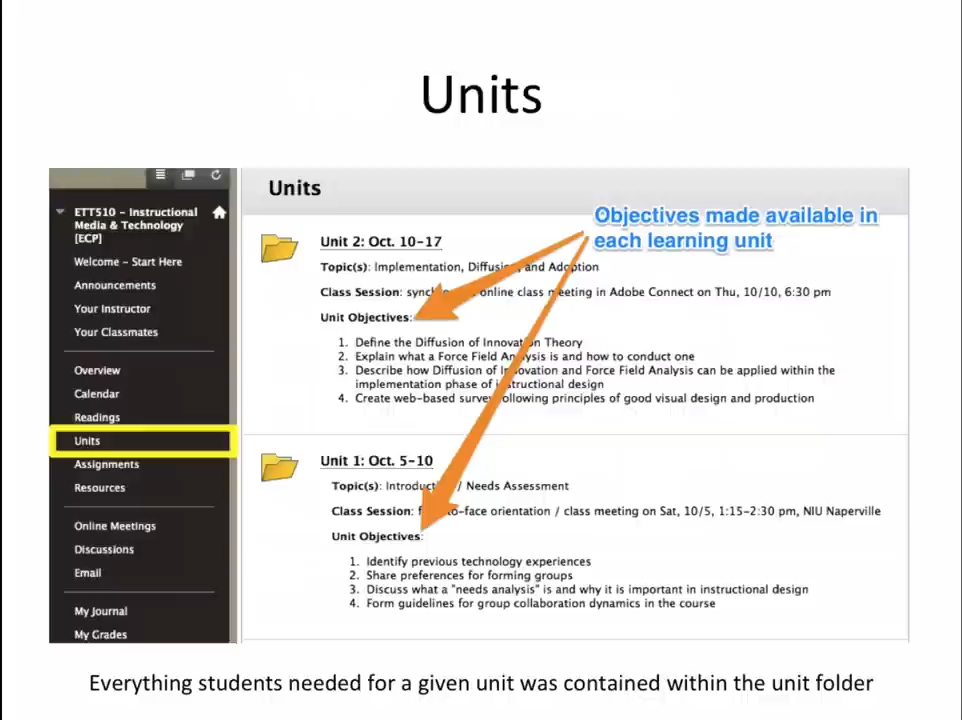 Units
ETT510 – Instructional
Media & Technology
[ECP]
Welcome – Start Here
Announcements
Your Instructor
Your Classmates
Overview
Calendar
Readings
Units
Assignments
Resources
Online Meetings
Discussions
Email
My Journal
My Grades
Units
Objectives made available in
each learning unit
Unit 2: Oct. 10-17
Topic(s): Implementation, Diffusion, and Adoption
Class Session: online class meeting in Adobe Connect on Thu, 10/10, 6:30 pm
Unit Objectives:
1. Define the Diffusion of Innovation Theory
2. Explain what a Force Field Analysis is and how to conduct one
3. Describe how Diffusion of Innovation and Force Field Analysis can be applied within the
implementation phase of instructional design
4. Create web-based survey following principles of good visual design and production
Unit 1: Oct. 5-10
Topic(s): Introduction / Needs Assessment
Class Session: face-to-face orientation / class meeting on Sat, 10/5, 1:15-2:30 pm, NIU Naperville
Unit Objectives:
1. Identify previous technology experiences
2. Share preferences for forming groups
3. Discuss what a "needs analysis" is and why it is important in instructional design
4. Form guidelines for group collaboration dynamics in the course
Everything students needed for a given unit was contained within the unit folder